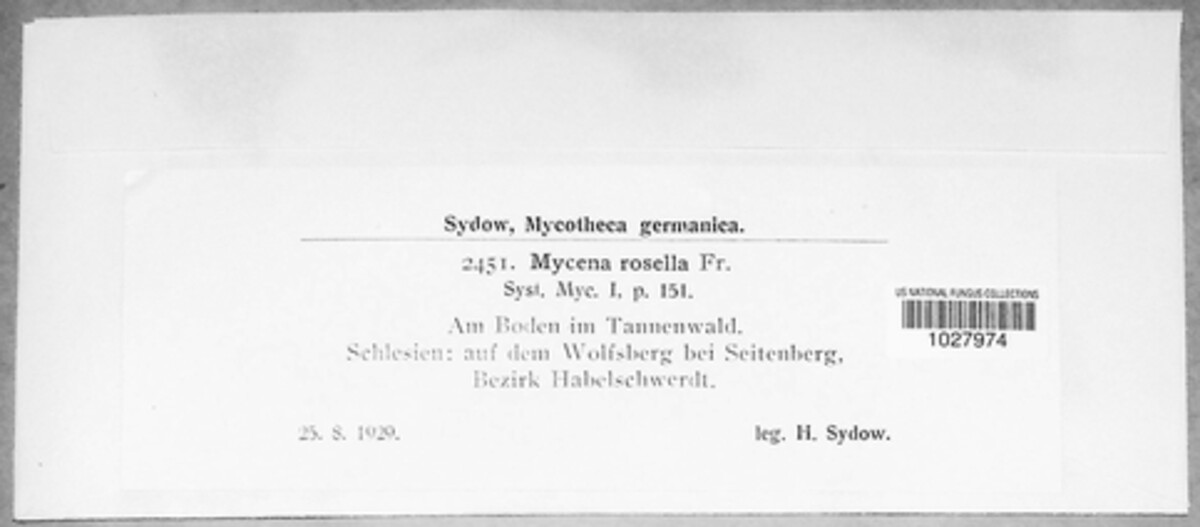 Sydow, Mycotheca germanica.
2451. Mycena rosella Fr.
Syst. Myc. I, p. 151.
Am Boden im Tannenwald.
Schlesien: auf dem Wolfsberg bei Seitenberg,
Bezirk Habelschwerdt.
25. 8. 1929.
leg. H. Sydow.
US NATIONAL FUNGUS COLLECTIONS
1027974